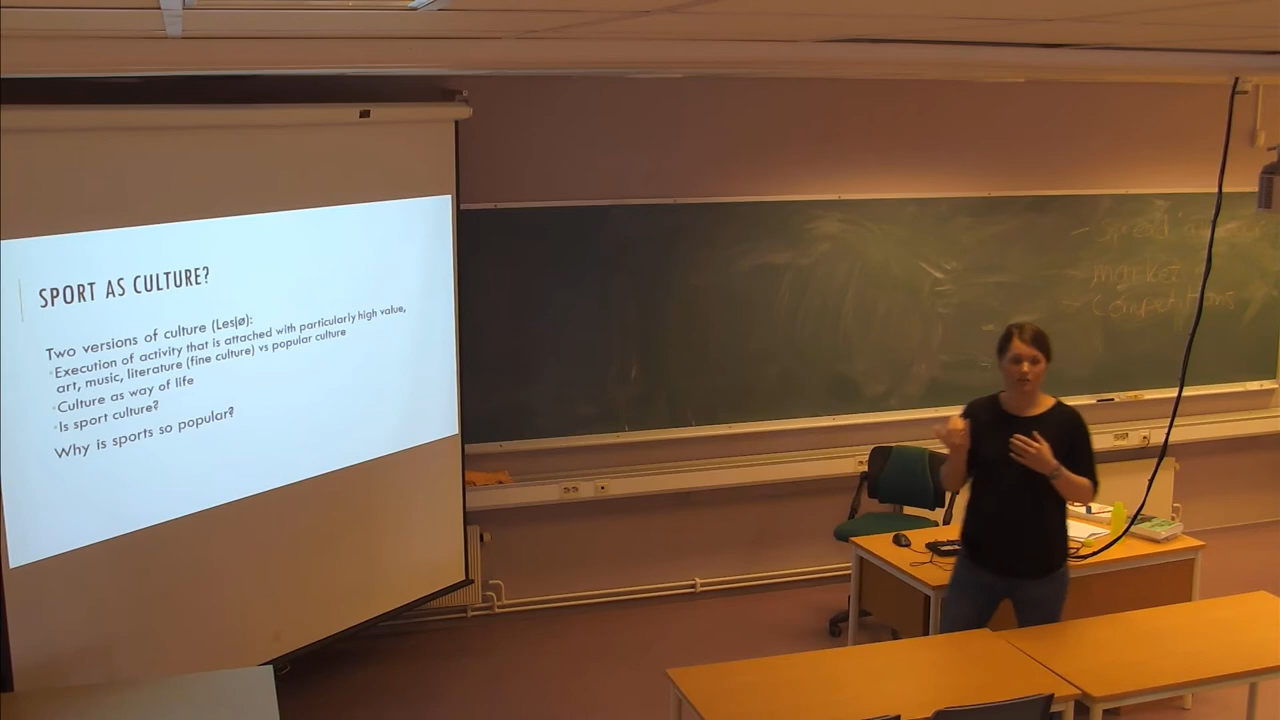 SPORT AS CULTURE?
Two versions of culture (Lesjø):
Execution of activity that is attached with particularly high value,
art, music, literature (fine culture) vs popular culture
Culture as way of life
Is sport culture?
Why is sports so popular?
- Spread
market
- Competitions